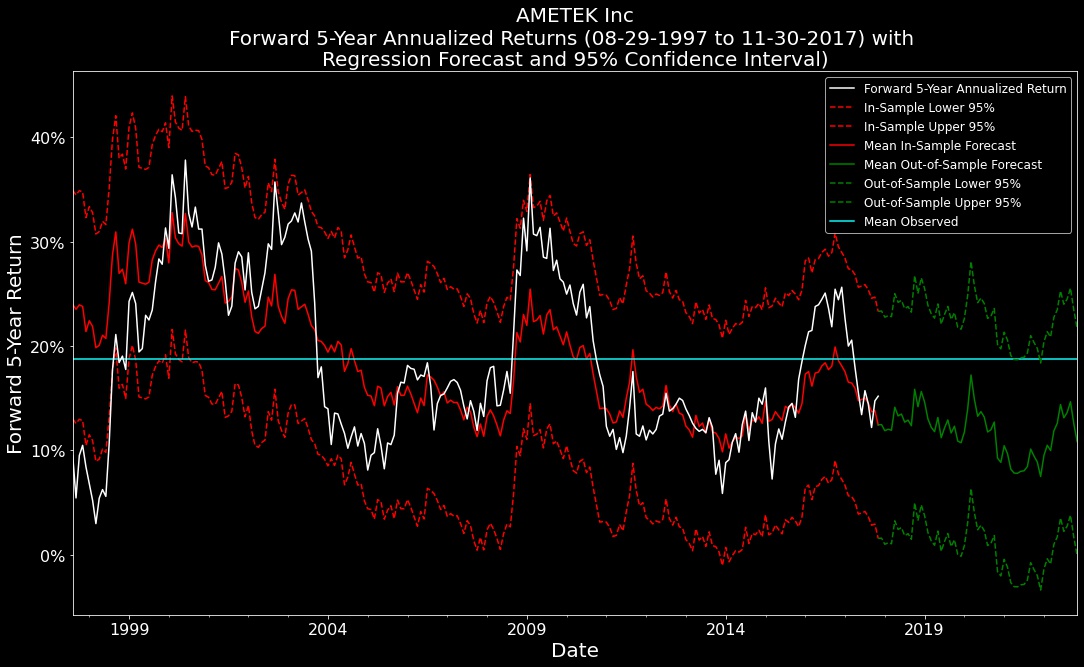 AMETEK Inc
Forward 5-Year Annualized Returns (08-29-1997 to 11-30-2017) with
Regression Forecast and 95% Confidence Interval)
Forward 5-Year Annualized Return
In-Sample Lower 95%
In-Sample Upper 95%
Mean In-Sample Forecast
Mean Out-of-Sample Forecast
Out-of-Sample Lower 95%
Out-of-Sample Upper 95%
Mean Observed
Forward 5-Year Return
40%
30%
20%
10%
0%
1999
2004
2009
2014
2019
Date